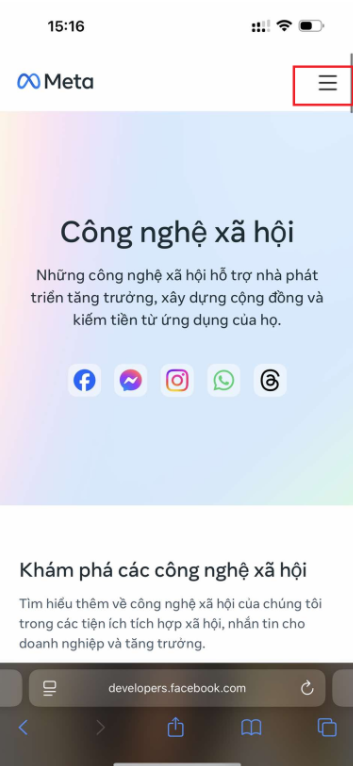 15:16
Meta
Công nghệ xã hội
Những công nghệ xã hội hỗ trợ nhà phát
triển tăng trưởng, xây dựng cộng đồng và
kiếm tiền từ ứng dụng của họ.
Khám phá các công nghệ xã hội
Tìm hiểu thêm về công nghệ xã hội của chúng tôi
trong các tiện ích tích hợp xã hội, nhắn tin cho
doanh nghiệp và tăng trưởng.
developers.facebook.com